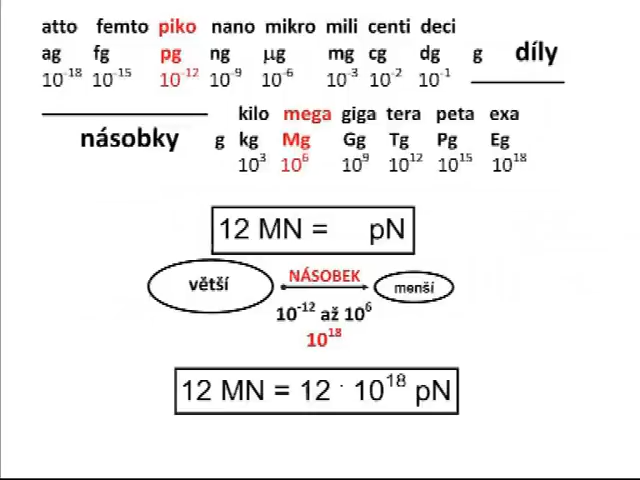 atto femto piko nano mikro mili centi deci
ag fg pg ng µg mg cg dg g díly
10⁻¹⁸ 10⁻¹⁵ 10⁻¹² 10⁻⁹ 10⁻⁶ 10⁻³ 10⁻² 10⁻¹
kilo mega giga tera peta exa
násobky g kg Mg Gg Tg Pg Eg
10³ 10⁶ 10⁹ 10¹² 10¹⁵ 10¹⁸
12 MN = pN
větší NÁSOBEK menší
10⁻¹² až 10⁶
10¹⁸
12 MN = 12 · 10¹⁸ pN